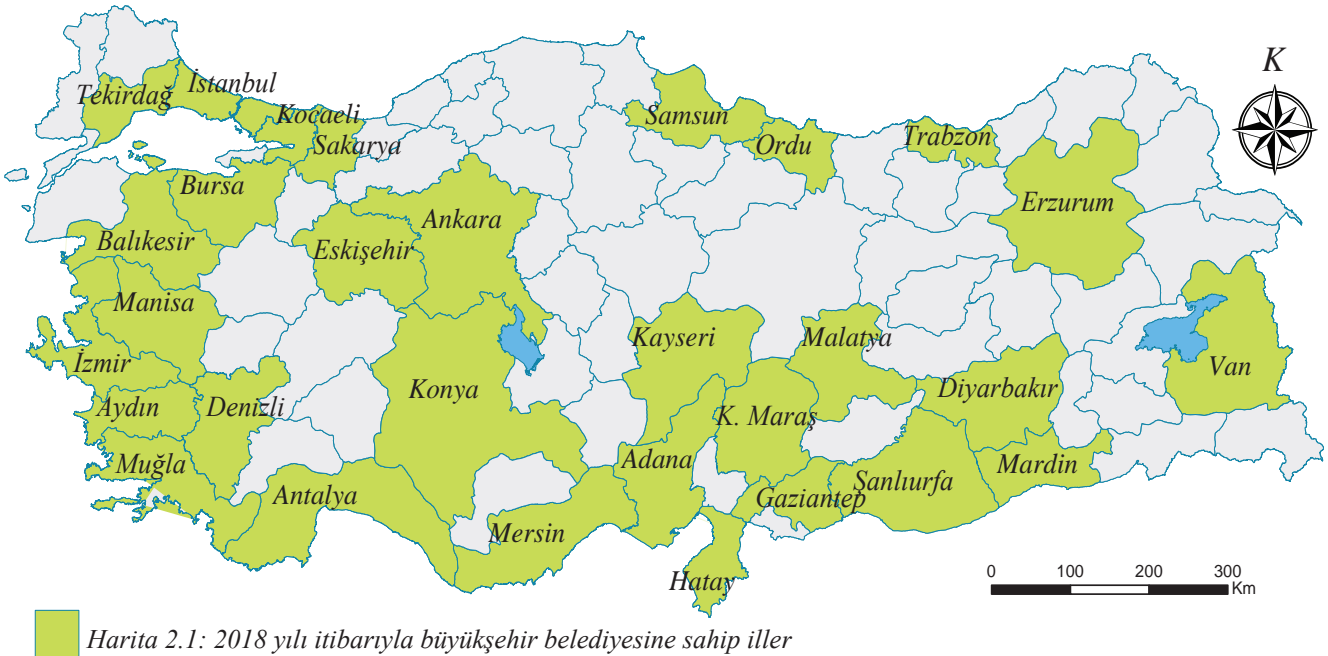 K
Tekirdağ
İstanbul
Kocaeli
Sakarya
Samsun
Ordu
Trabzon
Bursa
Ankara
Erzurum
Balıkesir
Eskişehir
Manisa
Kayseri
Malatya
İzmir
Konya
Van
Aydın
Denizli
K. Maraş
Diyarbakır
Muğla
Antalya
Adana
Mardin
Gaziantep
Şanlıurfa
Mersin
Hatay
0 100 200 300
Km
Harita 2.1: 2018 yılı itibarıyla büyükşehir belediyesine sahip iller